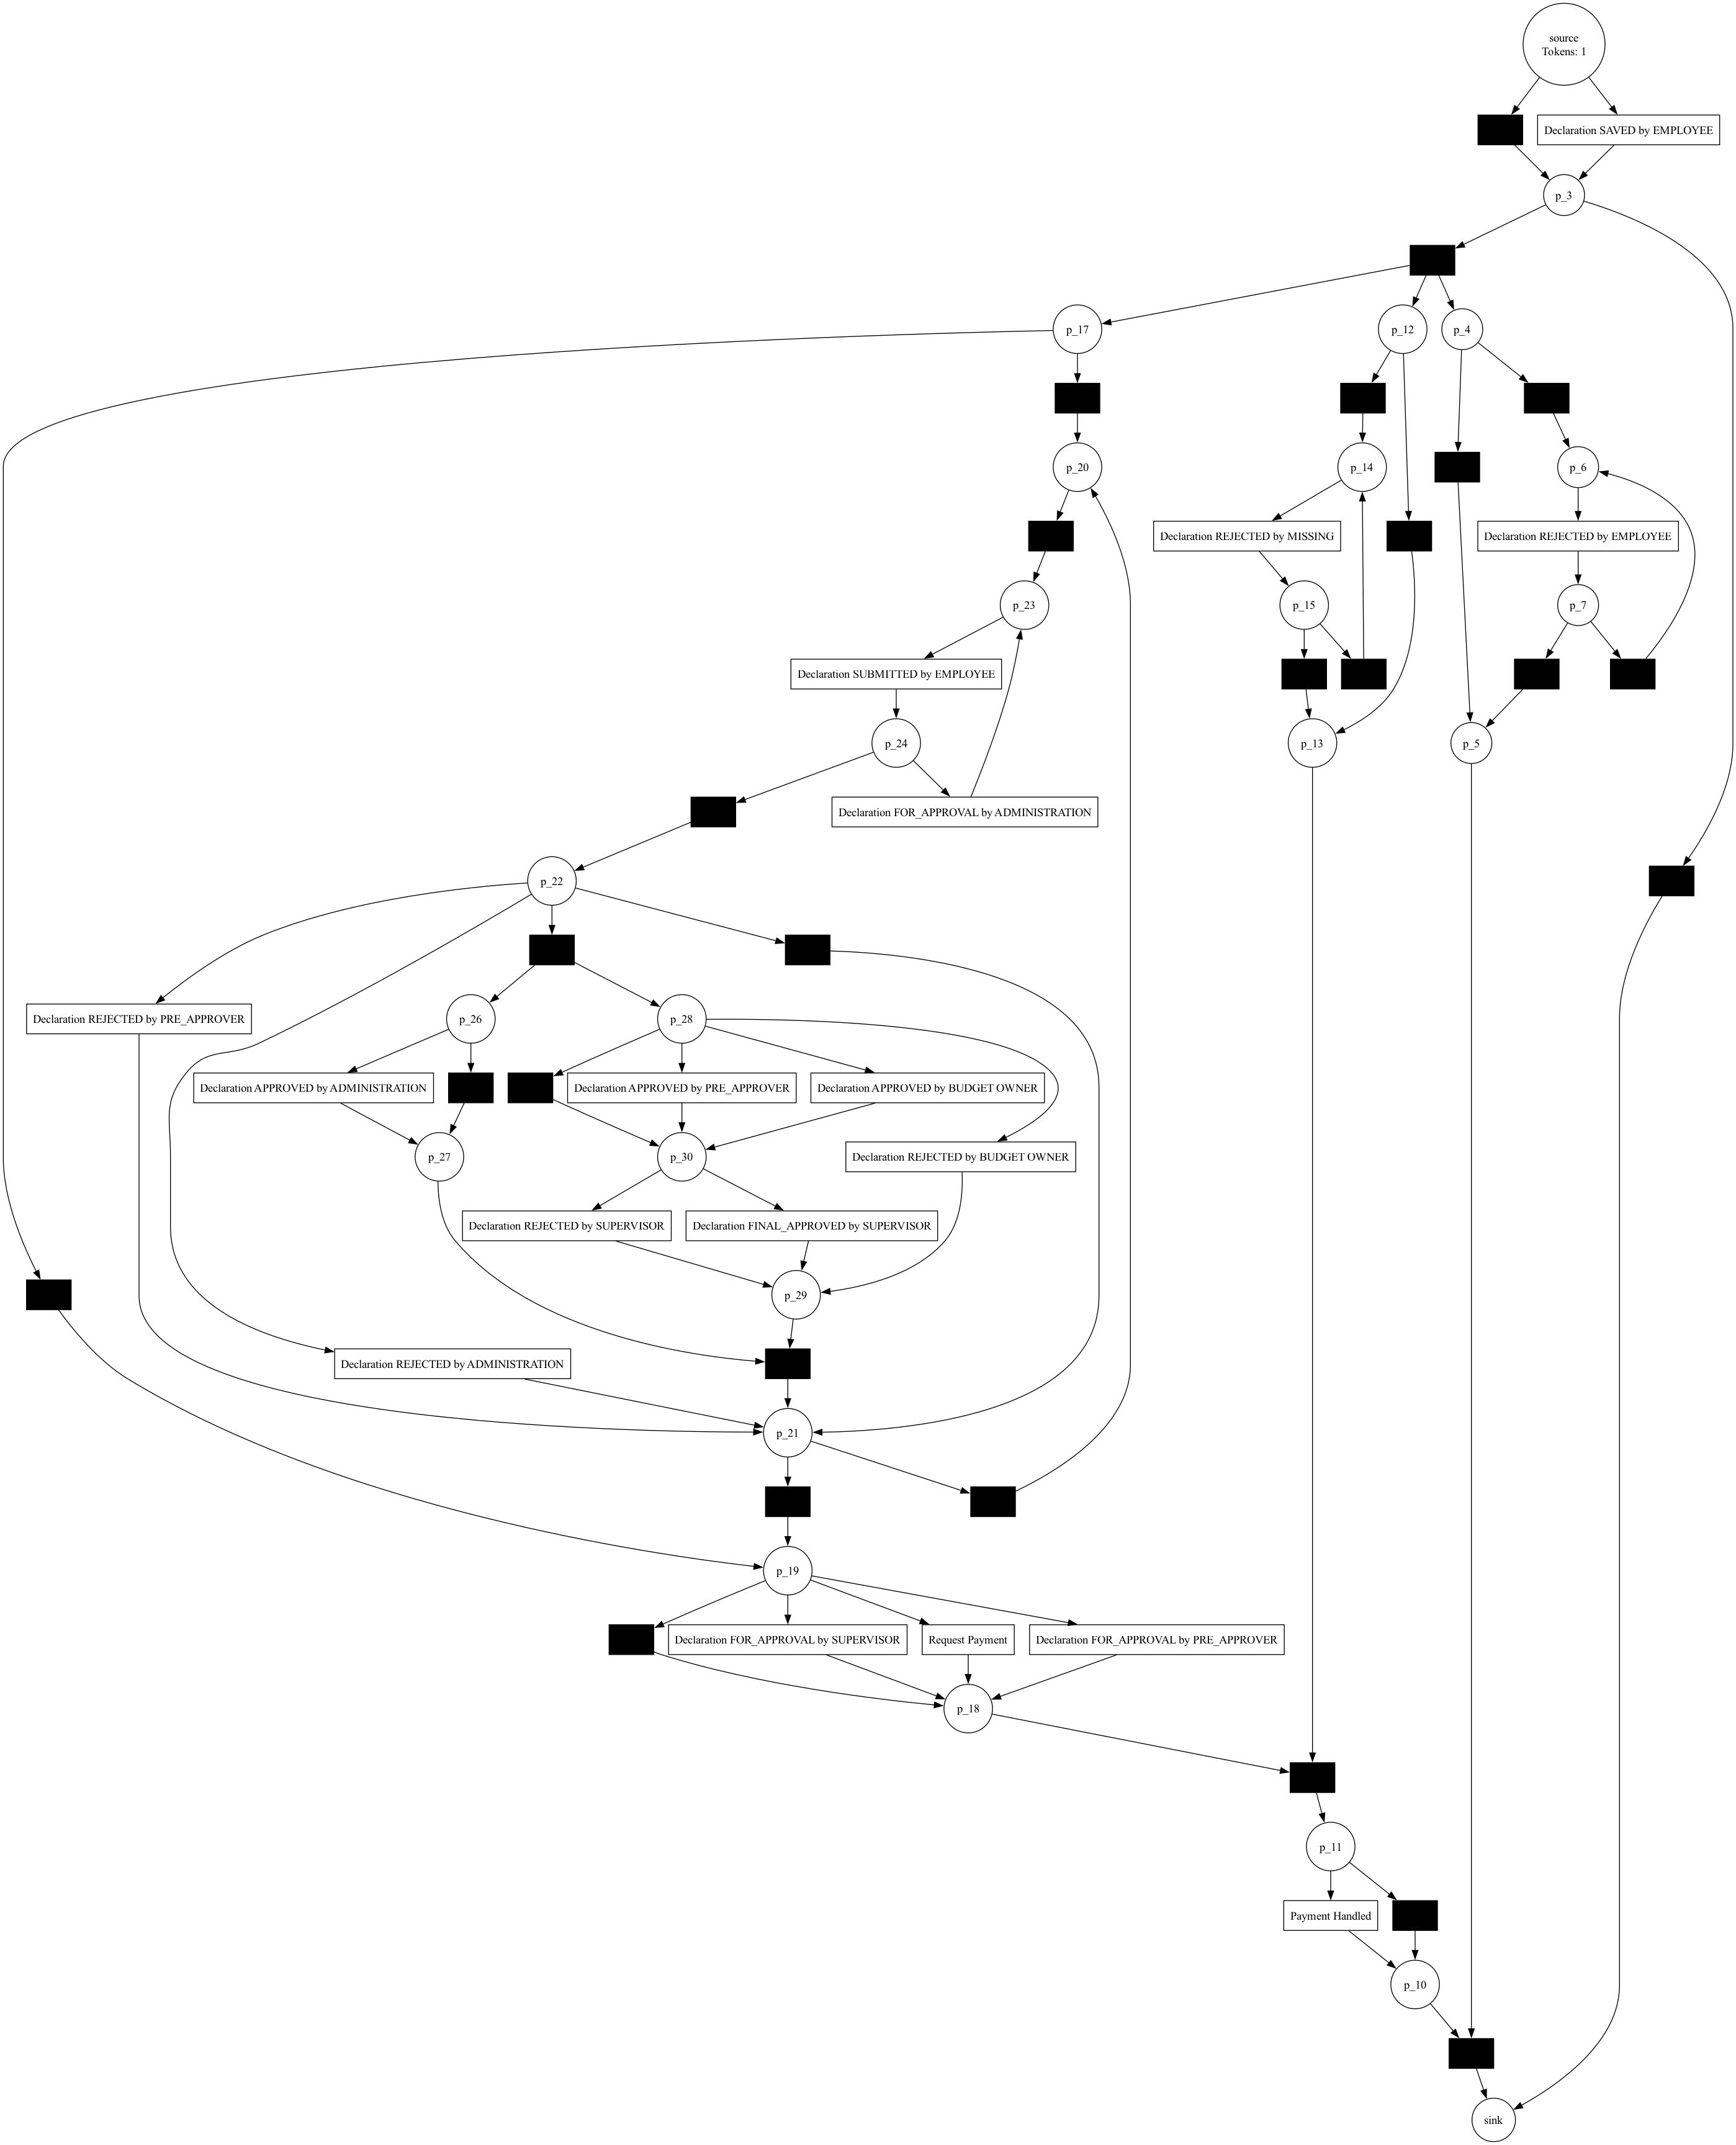 source
Tokens: 1
Declaration SAVED by EMPLOYEE
p_3
p_17
p_12
p_4
p_20
p_14
p_6
Declaration REJECTED by MISSING
Declaration REJECTED by EMPLOYEE
p_23
p_15
p_7
Declaration SUBMITTED by EMPLOYEE
p_24
p_13
p_5
Declaration FOR_APPROVAL by ADMINISTRATION
p_22
Declaration REJECTED by PRE_APPROVER
p_26
p_28
Declaration APPROVED by ADMINISTRATION
Declaration APPROVED by PRE_APPROVER
Declaration APPROVED by BUDGET OWNER
p_27
p_30
Declaration REJECTED by BUDGET OWNER
Declaration REJECTED by SUPERVISOR
Declaration FINAL_APPROVED by SUPERVISOR
p_29
Declaration REJECTED by ADMINISTRATION
p_21
p_19
Declaration FOR_APPROVAL by SUPERVISOR
Request Payment
Declaration FOR_APPROVAL by PRE_APPROVER
p_18
p_11
Payment Handled
p_10
sink